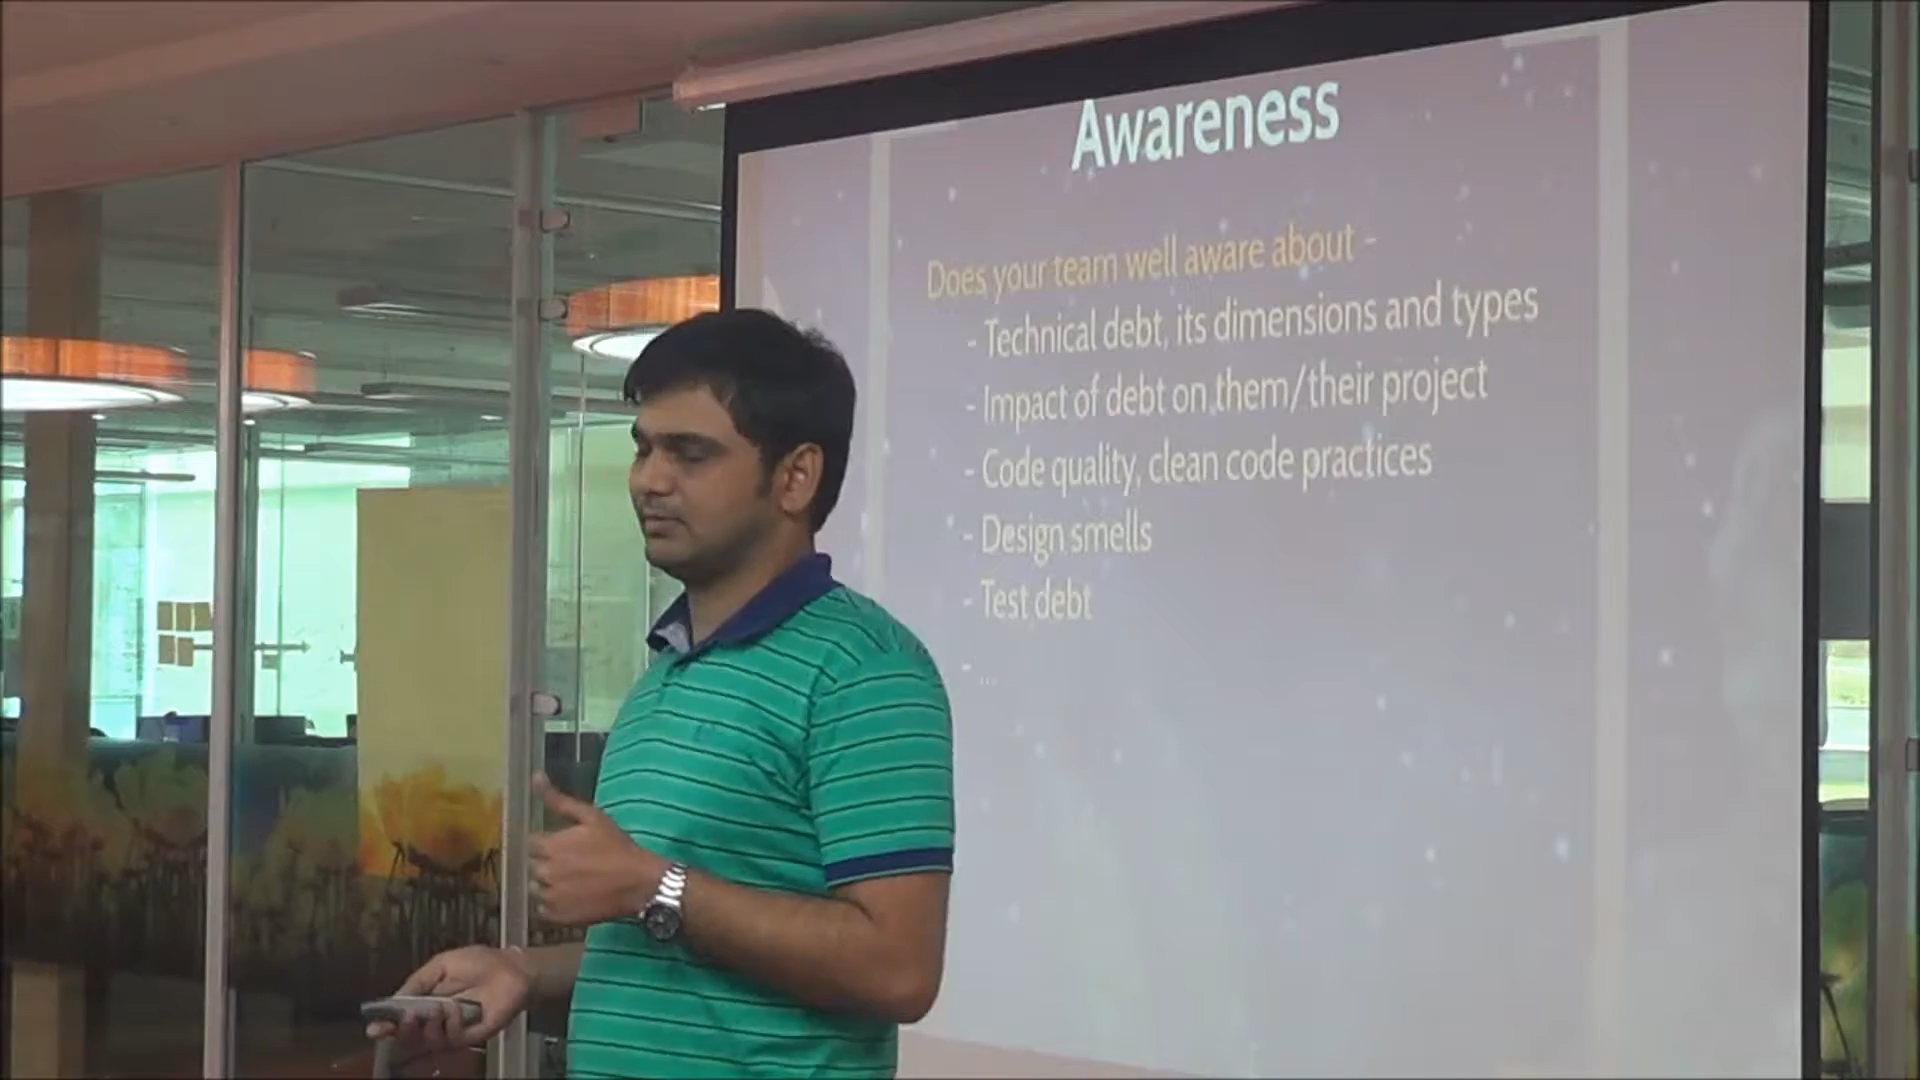 Awareness
Does your team well aware about -
- Technical debt, its dimensions and types
- Impact of debt on them/their project
- Code quality, clean code practices
- Design smells
- Test debt
- ...